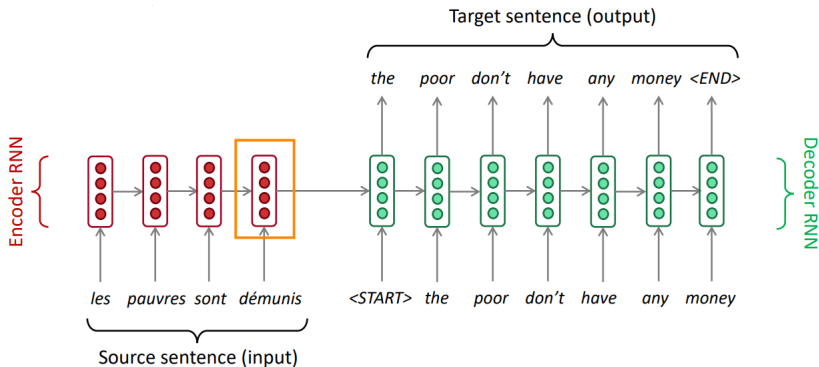 Target sentence (output)
the poor don't have any money <END>
Encoder RNN
Decoder RNN
les pauvres sont démunis <START> the poor don't have any money
Source sentence (input)